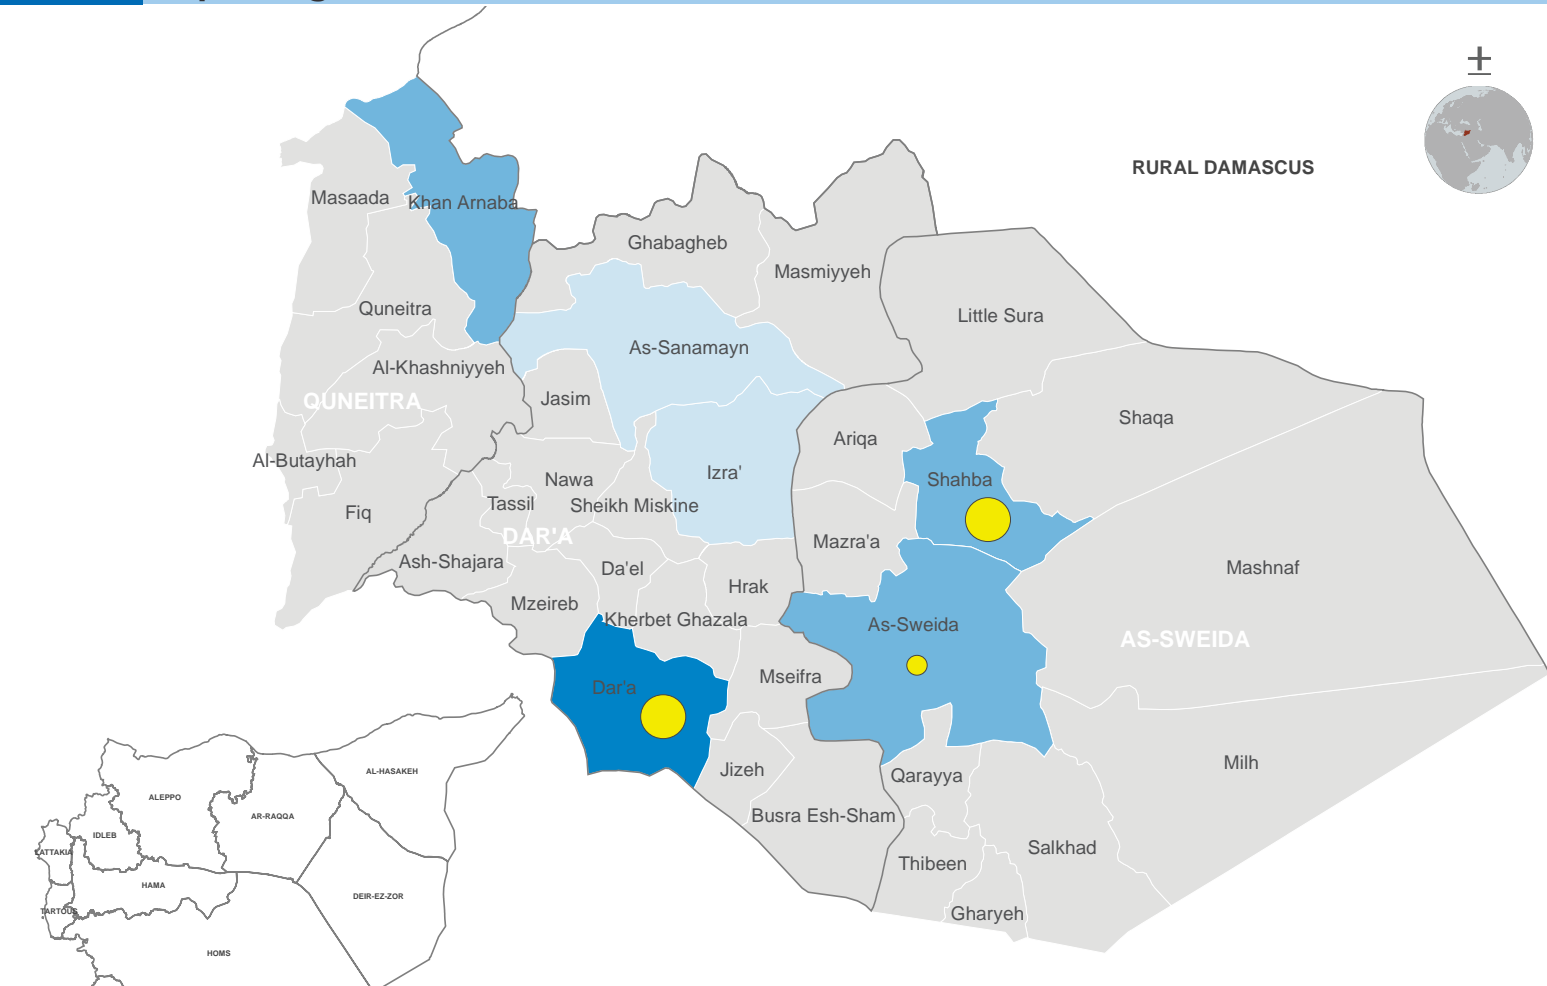 ±
RURAL DAMASCUS
Masaada
Khan Arnaba
Ghabagheb
Masmiyyeh
Quneitra
Little Sura
As-Sanamayn
Al-Khashniyyeh
QUNEITRA
Jasim
Shaqa
Ariqa
Al-Butayhah
Izra'
Nawa
Shahba
Tassil
Sheikh Miskine
Fiq
DAR'A
Mazra'a
Ash-Shajara
Da'el
Mashnaf
Hrak
Mzeireb
Kherbet Ghazala
As-Sweida
AS-SWEIDA
Dar'a
Mseifra
Jizeh
Qarayya
Milh
Busra Esh-Sham
Salkhad
Thibeen
Gharyeh
AL-HASAKEH
ALEPPO
AR-RAQQA
IDLEB
LATTAKIA
HAMA
DEIR-EZ-ZOR
TARTOUS
HOMS